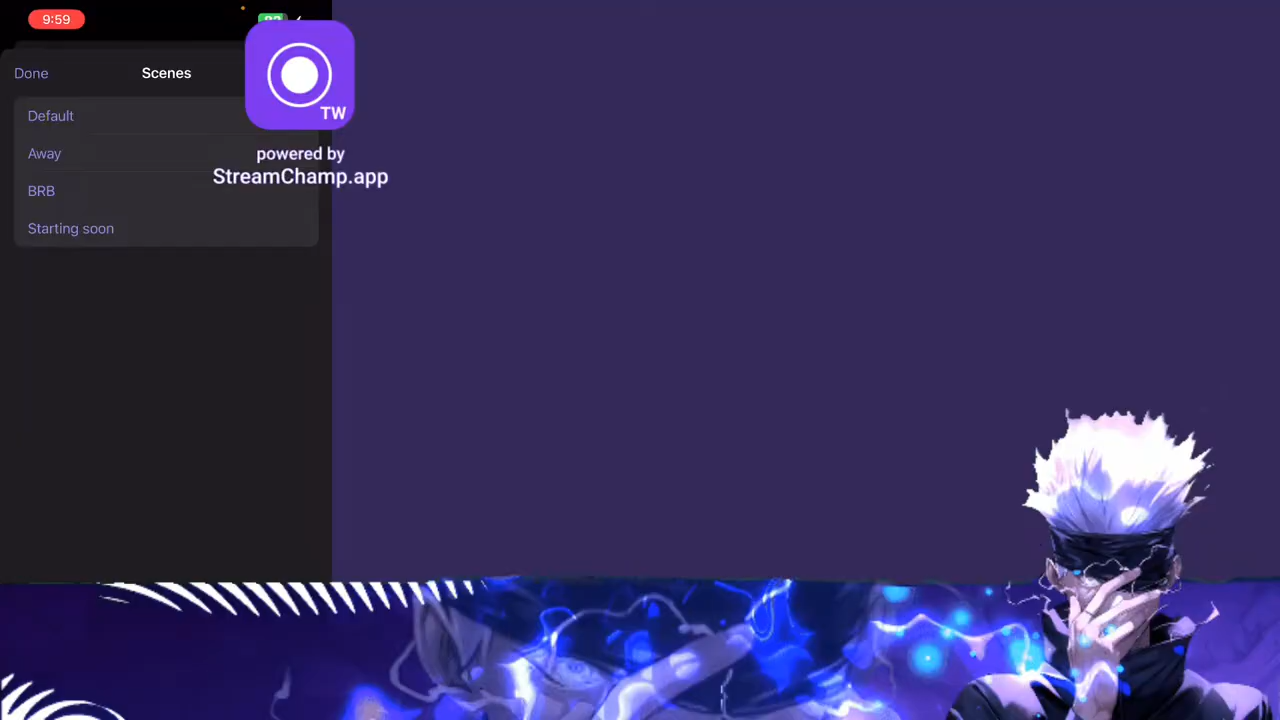 9:59
Done
Scenes
Default
Away
BRB
Starting soon
TW
powered by
StreamChamp.app